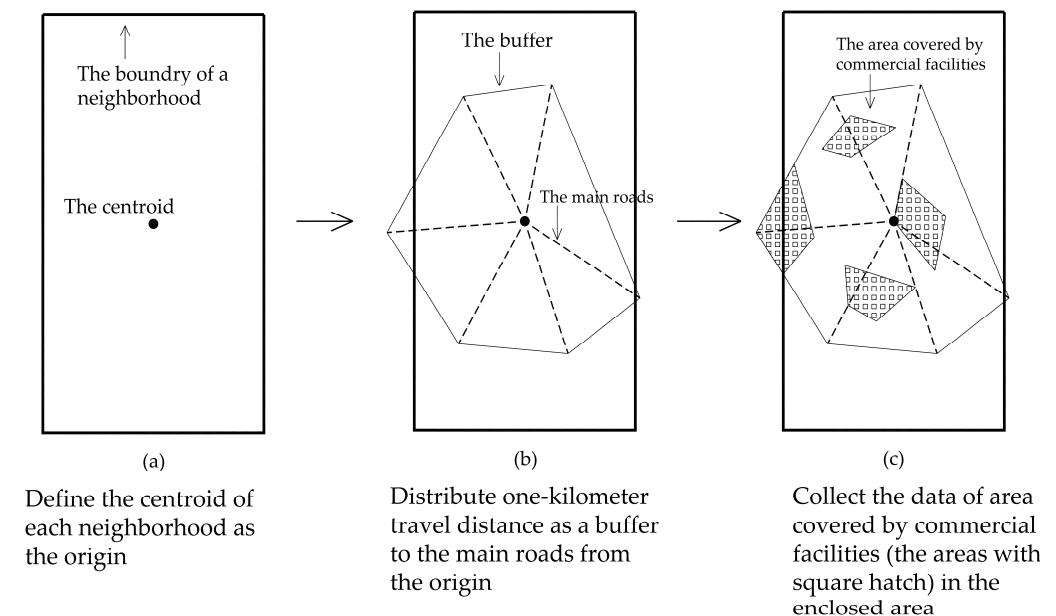 The boundry of a
neighborhood
The centroid
(a)
Define the centroid of
each neighborhood as
the origin
The buffer
The main roads
(b)
Distribute one-kilometer
travel distance as a buffer
to the main roads from
the origin
The area covered by
commercial facilities
(c)
Collect the data of area
covered by commercial
facilities (the areas with
square hatch) in the
enclosed area